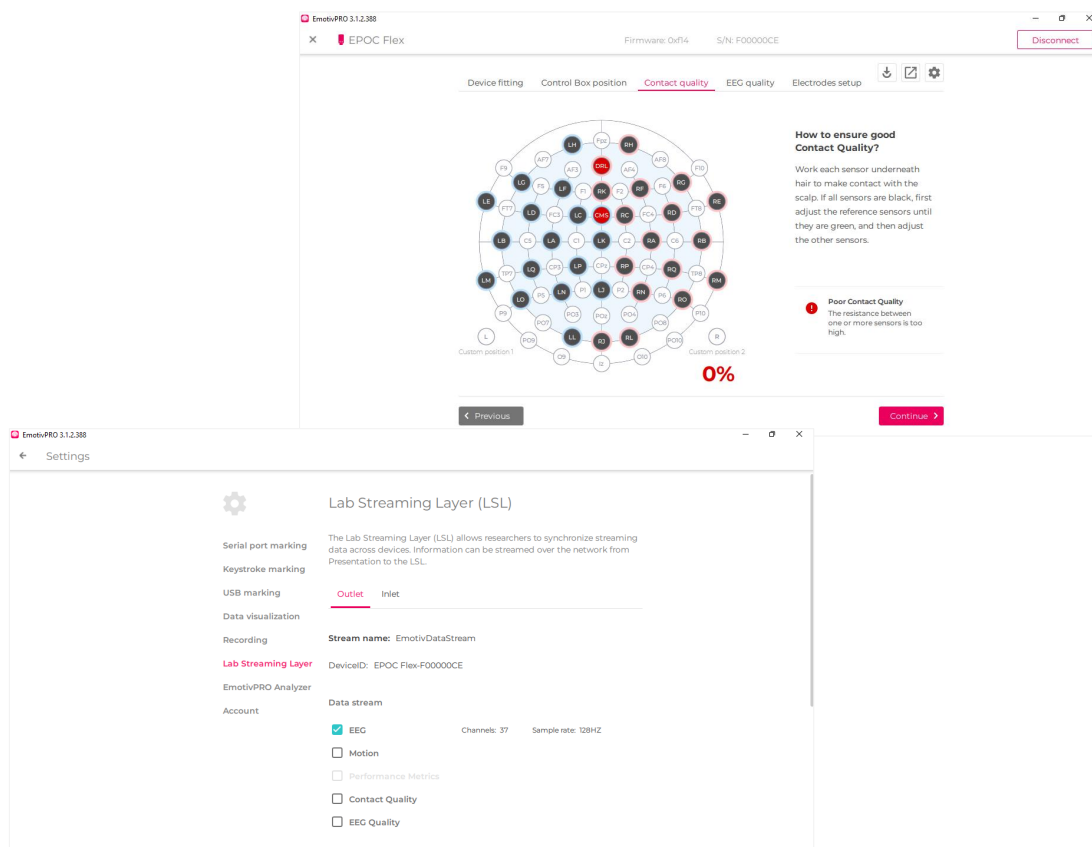 EmotivPRO 3.1.2.388
EPOC Flex
Firmware: 0xf14
S/N: F00000CE
Disconnect
Device fitting
Control Box position
Contact quality
EEG quality
Electrodes setup
LH Fpz RH
AF7 DRL AF8
F9 AF3 AF4 F10
LG F5 LF F1 RK F2 RF F6 RG
LE FT7 LD FC3 LC CMS RC FC4 RD FT8 RE
LB C5 LA C1 LK C2 RA C6 RB
LM TP7 LQ CP3 LP CPz RP CP4 RQ TP8 RM
LO P5 LN P1 LJ P2 RN P6 RO
P9 PO3 POz PO4 P10
PO7 PO8
L PO9 LL RJ RL PO10 R
Custom position 1
O9 Iz O10
Custom position 2
0%
How to ensure good
Contact Quality?
Work each sensor underneath
hair to make contact with the
scalp. If all sensors are black, first
adjust the reference sensors until
they are green, and then adjust
the other sensors.
Poor Contact Quality
The resistance between
one or more sensors is too
high.
Previous
Continue
EmotivPRO 3.1.2.388
Settings
Serial port marking
Keystroke marking
USB marking
Data visualization
Recording
Lab Streaming Layer
EmotivPRO Analyzer
Account
Lab Streaming Layer (LSL)
The Lab Streaming Layer (LSL) allows researchers to synchronize streaming
data across devices. Information can be streamed over the network from
Presentation to the LSL.
Outlet
Inlet
Stream name: EmotivDataStream
DeviceID: EPOC Flex-F00000CE
Data stream
EEG
Channels: 37
Sample rate: 128HZ
Motion
Performance Metrics
Contact Quality
EEG Quality